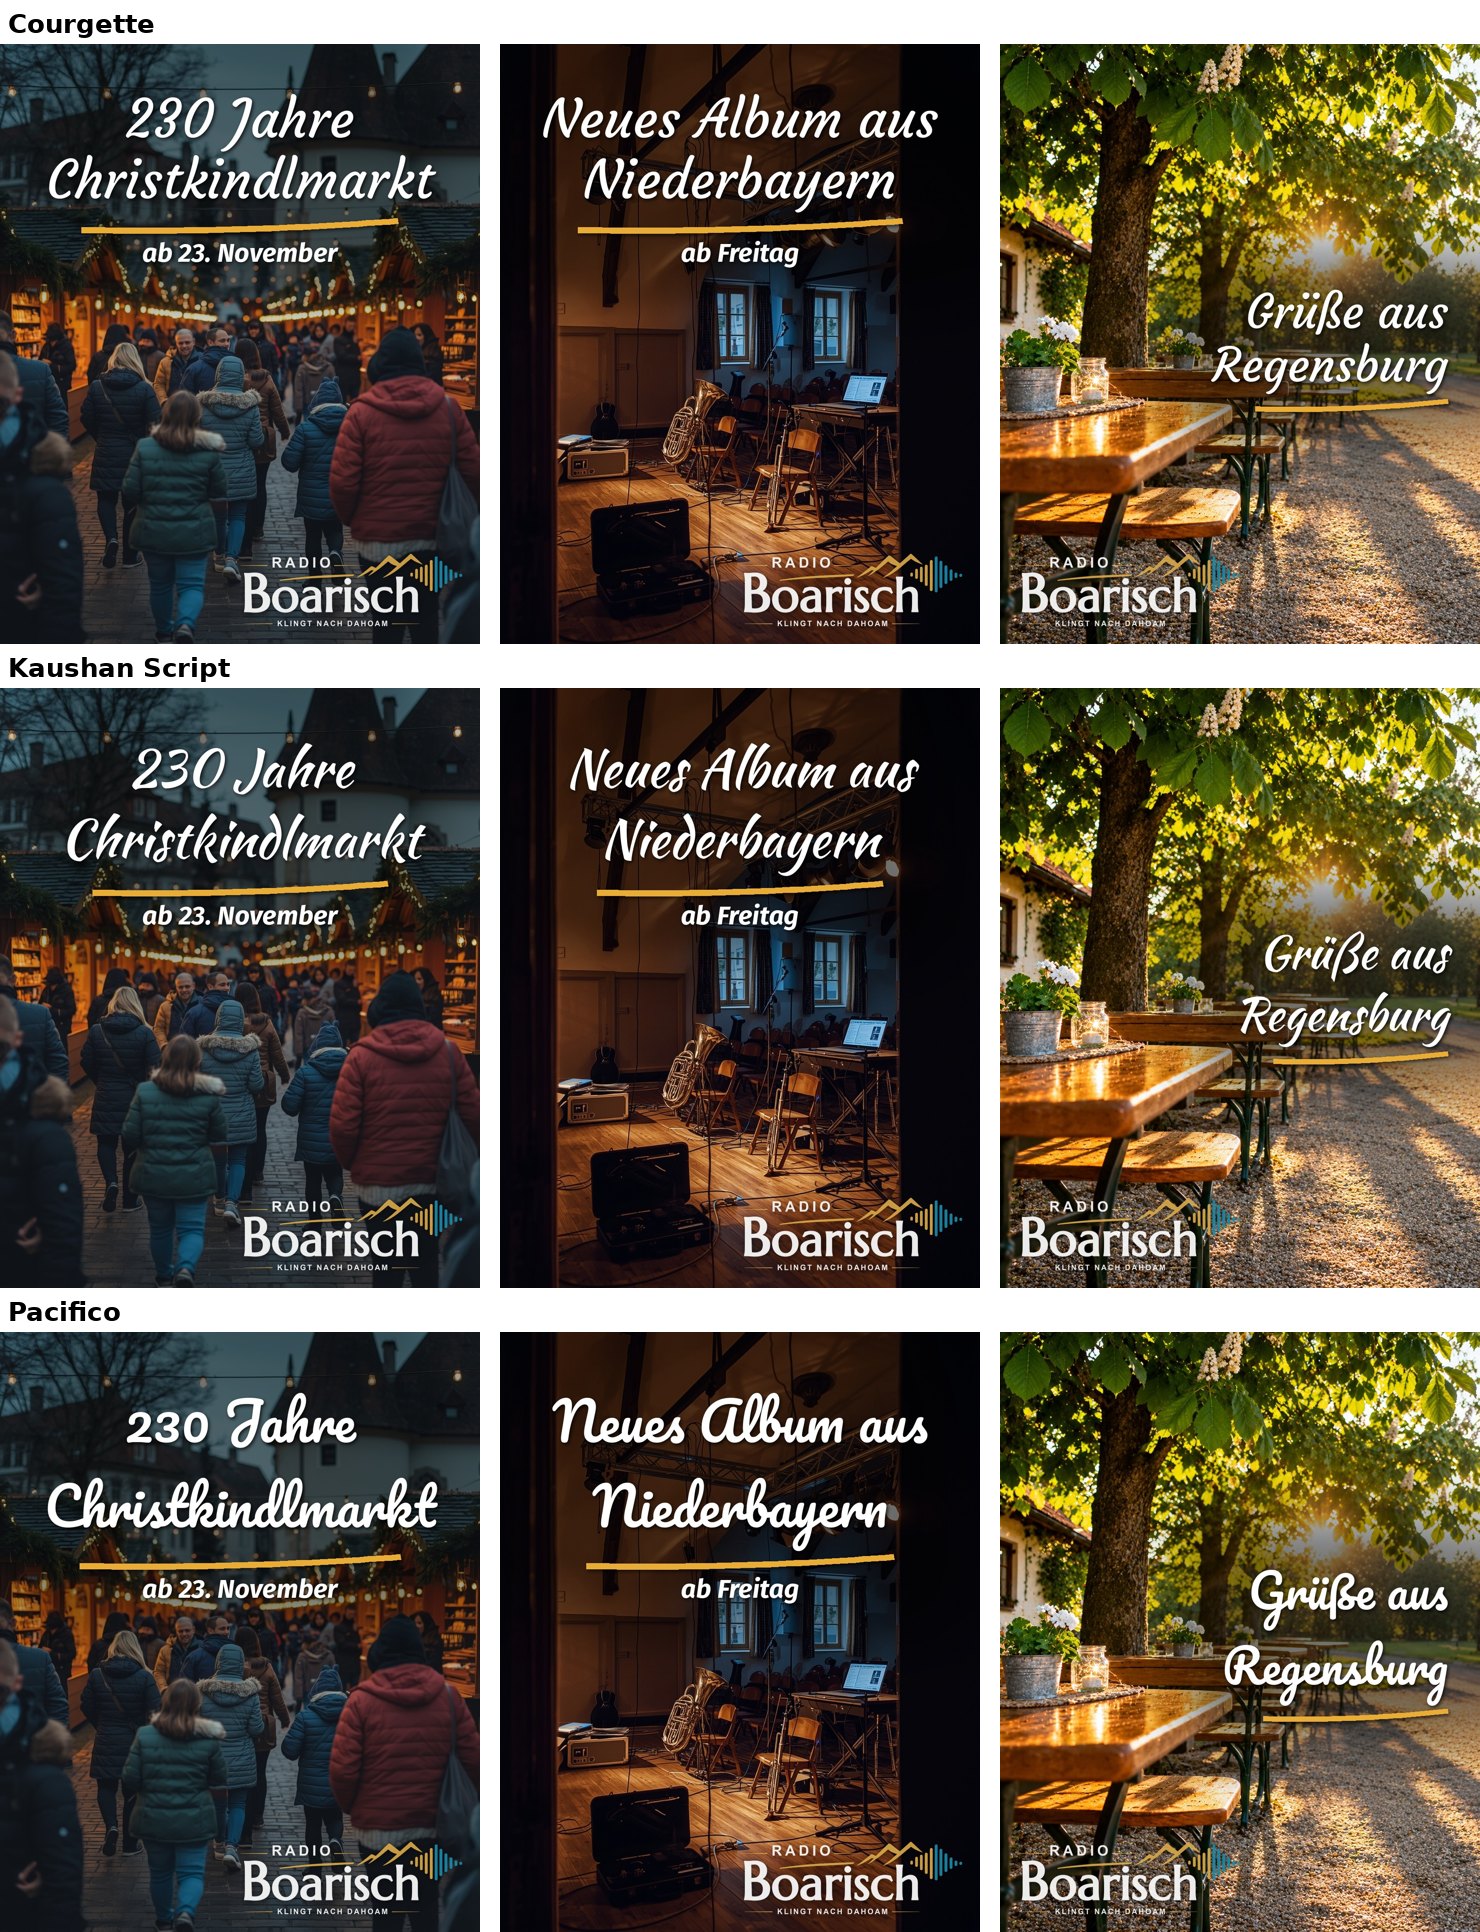 Courgette
230 Jahre
Christkindlmarkt
ab 23. November
RADIO
Boarisch
KLINGT NACH DAHOAM
Neues Album aus
Niederbayern
ab Freitag
RADIO
Boarisch
KLINGT NACH DAHOAM
Grüße aus
Regensburg
RADIO
Boarisch
KLINGT NACH DAHOAM
Kaushan Script
230 Jahre
Christkindlmarkt
ab 23. November
RADIO
Boarisch
KLINGT NACH DAHOAM
Neues Album aus
Niederbayern
ab Freitag
RADIO
Boarisch
KLINGT NACH DAHOAM
Grüße aus
Regensburg
RADIO
Boarisch
KLINGT NACH DAHOAM
Pacifico
230 Jahre
Christkindlmarkt
ab 23. November
RADIO
Boarisch
KLINGT NACH DAHOAM
Neues Album aus
Niederbayern
ab Freitag
RADIO
Boarisch
KLINGT NACH DAHOAM
Grüße aus
Regensburg
RADIO
Boarisch
KLINGT NACH DAHOAM